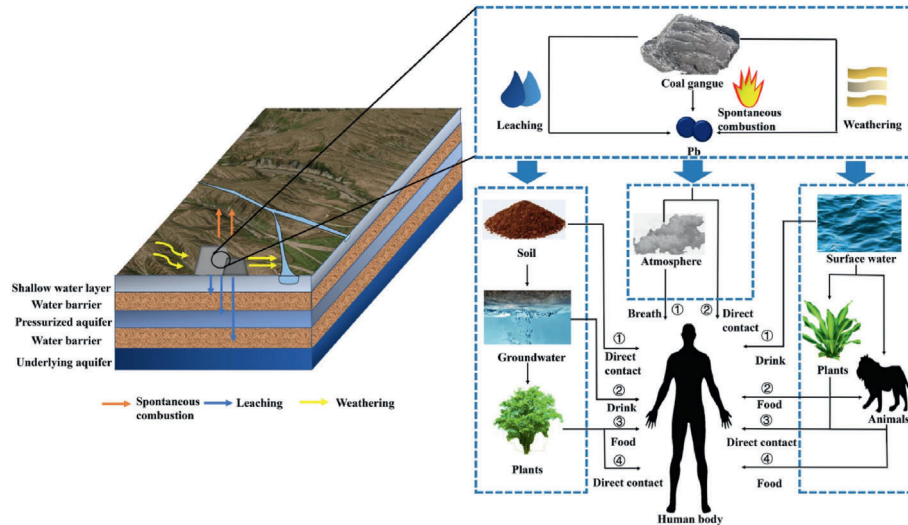 Coal gangue
Leaching
Spontaneous
combustion
Weathering
Pb
Soil
Groundwater
Plants
Atmosphere
Surface water
Plants
Animals
Breath
①
②
Direct
contact
①
Direct
contact
②
Drink
③
Food
④
Direct contact
①
Drink
②
Food
③
Direct contact
④
Food
Human body
Shallow water layer
Water barrier
Pressurized aquifer
Water barrier
Underlying aquifer
Spontaneous
combustion
Leaching
Weathering